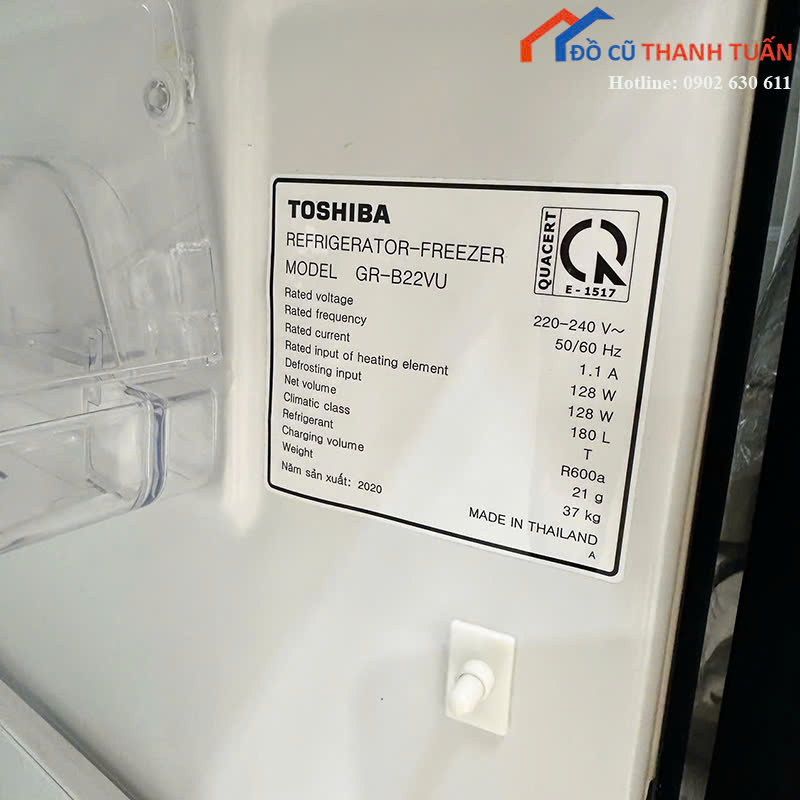 ĐỒ CŨ THANH TUẤN
Hotline: 0902 630 611
TOSHIBA
REFRIGERATOR-FREEZER
MODEL GR-B22VU
QUACERT
E-1517
Rated voltage 220-240 V~
Rated frequency 50/60 Hz
Rated current 1.1 A
Rated input of heating element 128 W
Defrosting input 128 W
Net volume 180 L
Climatic class T
Refrigerant R600a
Charging volume 21 g
Weight 37 kg
Năm sản xuất: 2020
MADE IN THAILAND
A